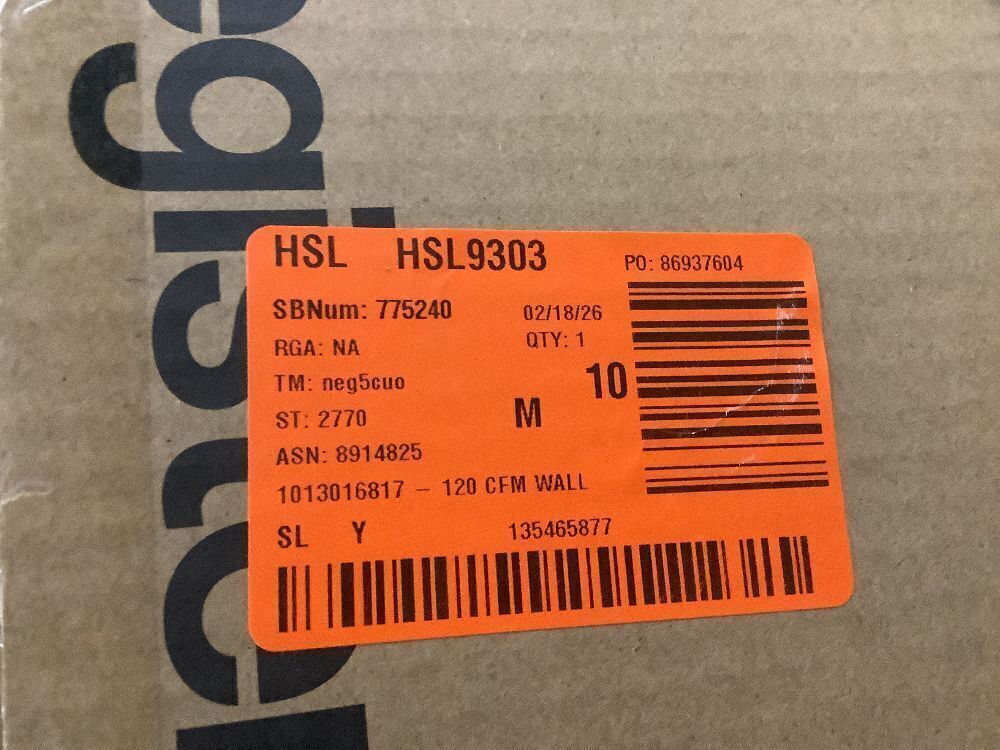 HSL HSL9303 PO: 86937604
SBNum: 775240 02/18/26
RGA: NA QTY: 1
TM: neg5cuo 10
ST: 2770 M
ASN: 8914825
1013016817 – 120 CFM WALL
SL Y 135465877